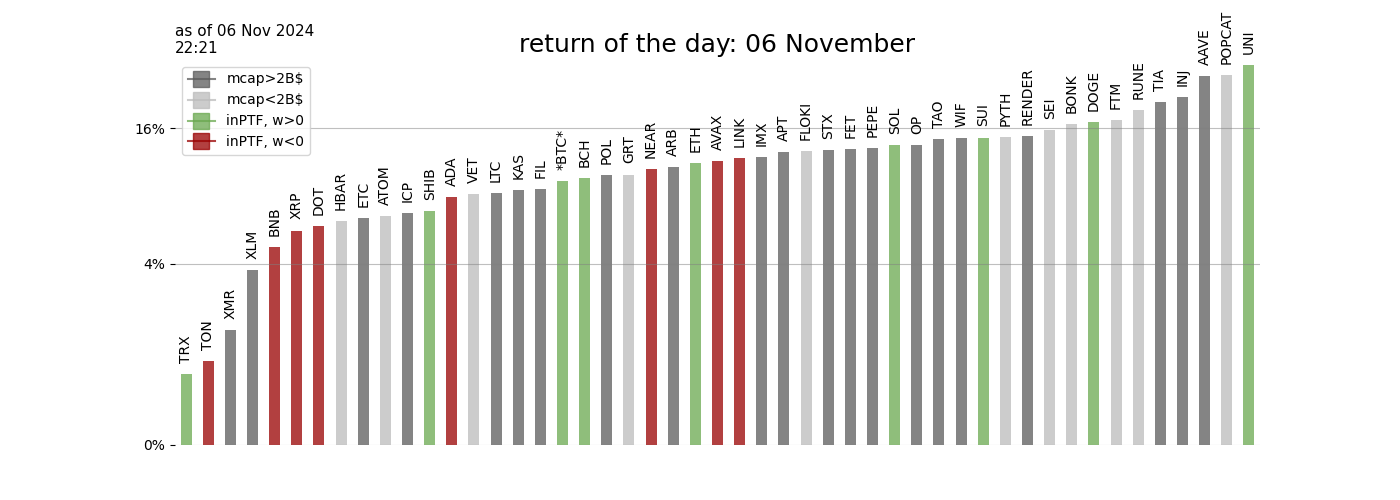 as of 06 Nov 2024
22:21
return of the day: 06 November
mcap>2B$
mcap<2B$
inPTF, w>0
inPTF, w<0
16%
4%
0%
TRX
TON
XMR
XLM
BNB
XRP
DOT
HBAR
ETC
ATOM
ICP
SHIB
ADA
VET
LTC
KAS
FIL
*BTC*
BCH
POL
GRT
NEAR
ARB
ETH
AVAX
LINK
IMX
APT
FLOKI
STX
FET
PEPE
SOL
OP
TAO
WIF
SUI
PYTH
RENDER
SEI
BONK
DOGE
FTM
RUNE
TIA
INJ
AAVE
POPCAT
UNI